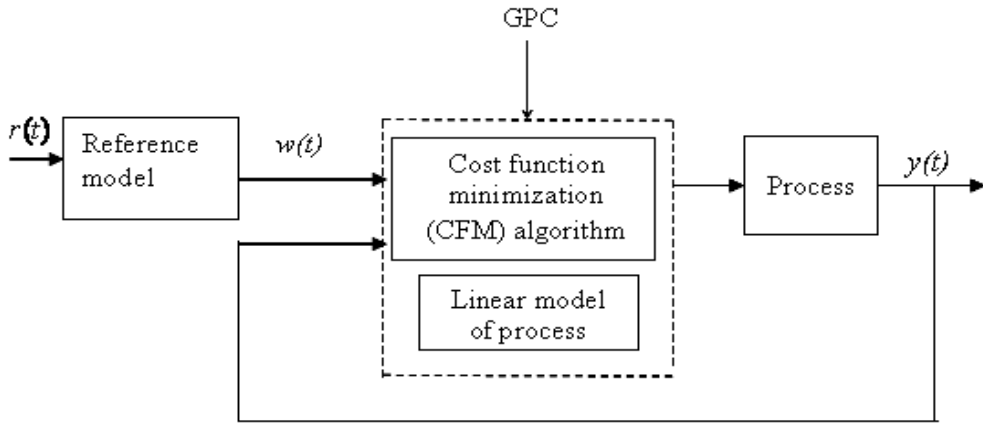 GPC
r(t)
Reference
model
w(t)
Cost function
minimization
(CFM) algorithm
Linear model
of process
Process
y(t)